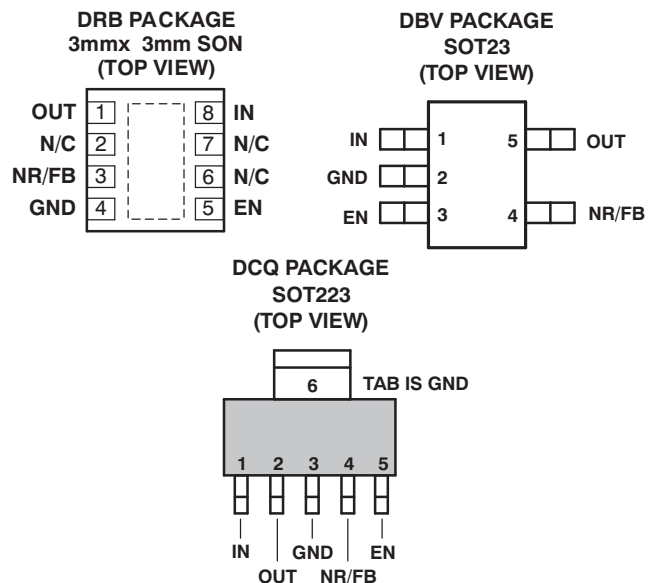 DRB PACKAGE
3mmx 3mm SON
(TOP VIEW)
OUT 1 8 IN
N/C 2 7 N/C
NR/FB 3 6 N/C
GND 4 5 EN
DBV PACKAGE
SOT23
(TOP VIEW)
IN 1 5 OUT
GND 2
EN 3 4 NR/FB
DCQ PACKAGE
SOT223
(TOP VIEW)
6 TAB IS GND
1 2 3 4 5
IN GND EN
OUT NR/FB